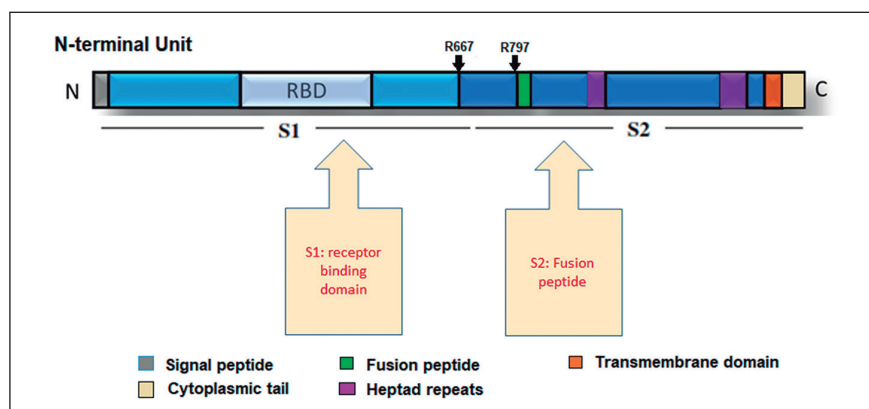 N-terminal Unit
R667 R797
N RBD C
S1 S2
S1: receptor
binding
domain
S2: Fusion
peptide
Signal peptide Fusion peptide Transmembrane domain
Cytoplasmic tail Heptad repeats